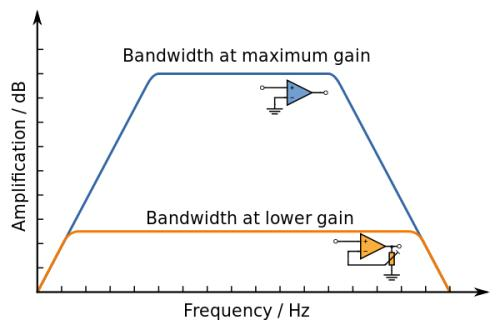 Bandwidth at maximum gain
Amplification / dB
Bandwidth at lower gain
Frequency / Hz